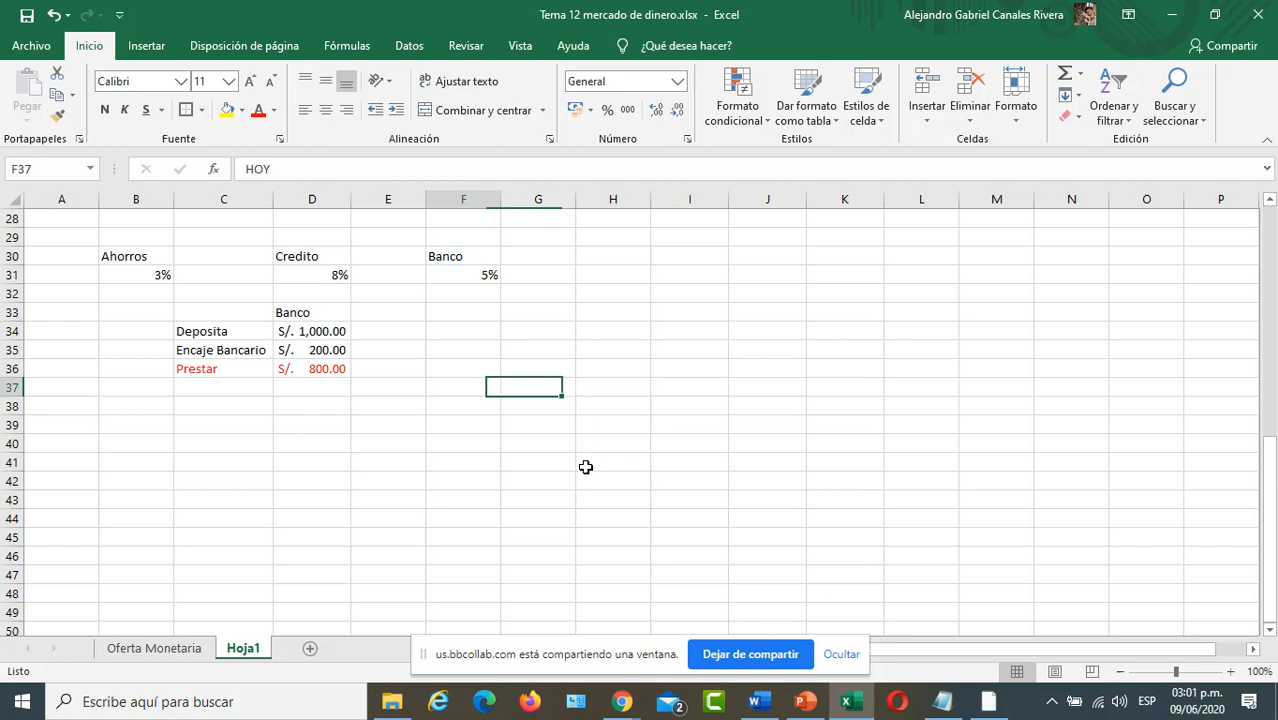 Tema 12 mercado de dinero.xlsx - Excel
Alejandro Gabriel Canales Rivera
Archivo Inicio Insertar Disposición de página Fórmulas Datos Revisar Vista Ayuda ¿Qué desea hacer? Compartir
Pegar
Calibri 11
Ajustar texto
General
N K S
Combinar y centrar
% 000
Formato condicional
Dar formato como tabla
Estilos de celda
Insertar
Eliminar
Formato
Ordenar y filtrar
Buscar y seleccionar
Portapapeles Fuente Alineación Número Estilos Celdas Edición
F37 HOY
A B C D E F G H I J K L M N O P
28
29
30 Ahorros Credito Banco
31 3% 8% 5%
32
33 Banco
34 Deposita S/. 1,000.00
35 Encaje Bancario S/. 200.00
36 Prestar S/. 800.00
37
38
39
40
41
42
43
44
45
46
47
48
49
50
Oferta Monetaria Hoja1
us.bbcollab.com está compartiendo una ventana. Dejar de compartir Ocultar
Listo 100%
Escribe aquí para buscar
2
ESP
03:01 p.m.
09/06/2020